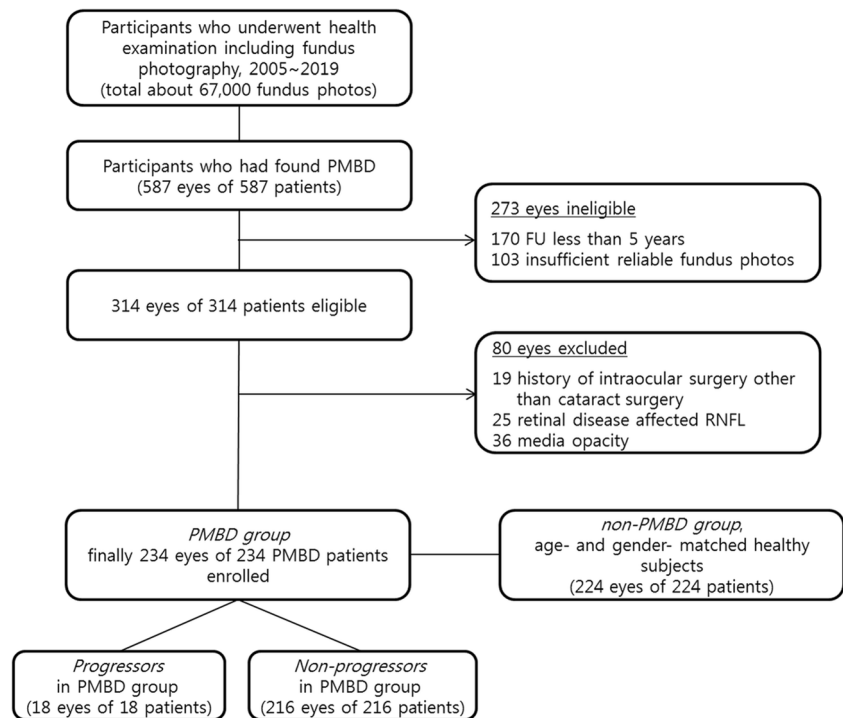 Participants who underwent health
examination including fundus
photography, 2005~2019
(total about 67,000 fundus photos)
Participants who had found PMBD
(587 eyes of 587 patients)
273 eyes ineligible
170 FU less than 5 years
103 insufficient reliable fundus photos
314 eyes of 314 patients eligible
80 eyes excluded
19 history of intraocular surgery other
than cataract surgery
25 retinal disease affected RNFL
36 media opacity
PMBD group
finally 234 eyes of 234 PMBD patients
enrolled
non-PMBD group,
age- and gender- matched healthy
subjects
(224 eyes of 224 patients)
Progressors
in PMBD group
(18 eyes of 18 patients)
Non-progressors
in PMBD group
(216 eyes of 216 patients)